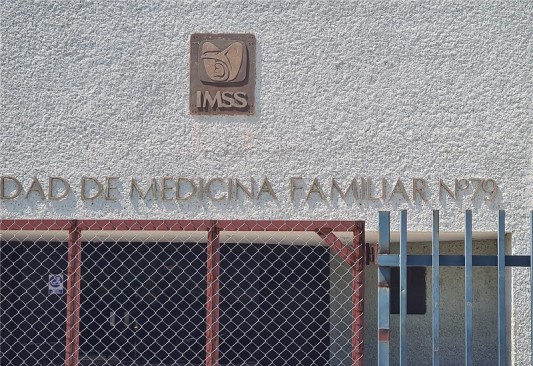 IMSS
DAD DE MEDICINA FAMILIAR Nº79